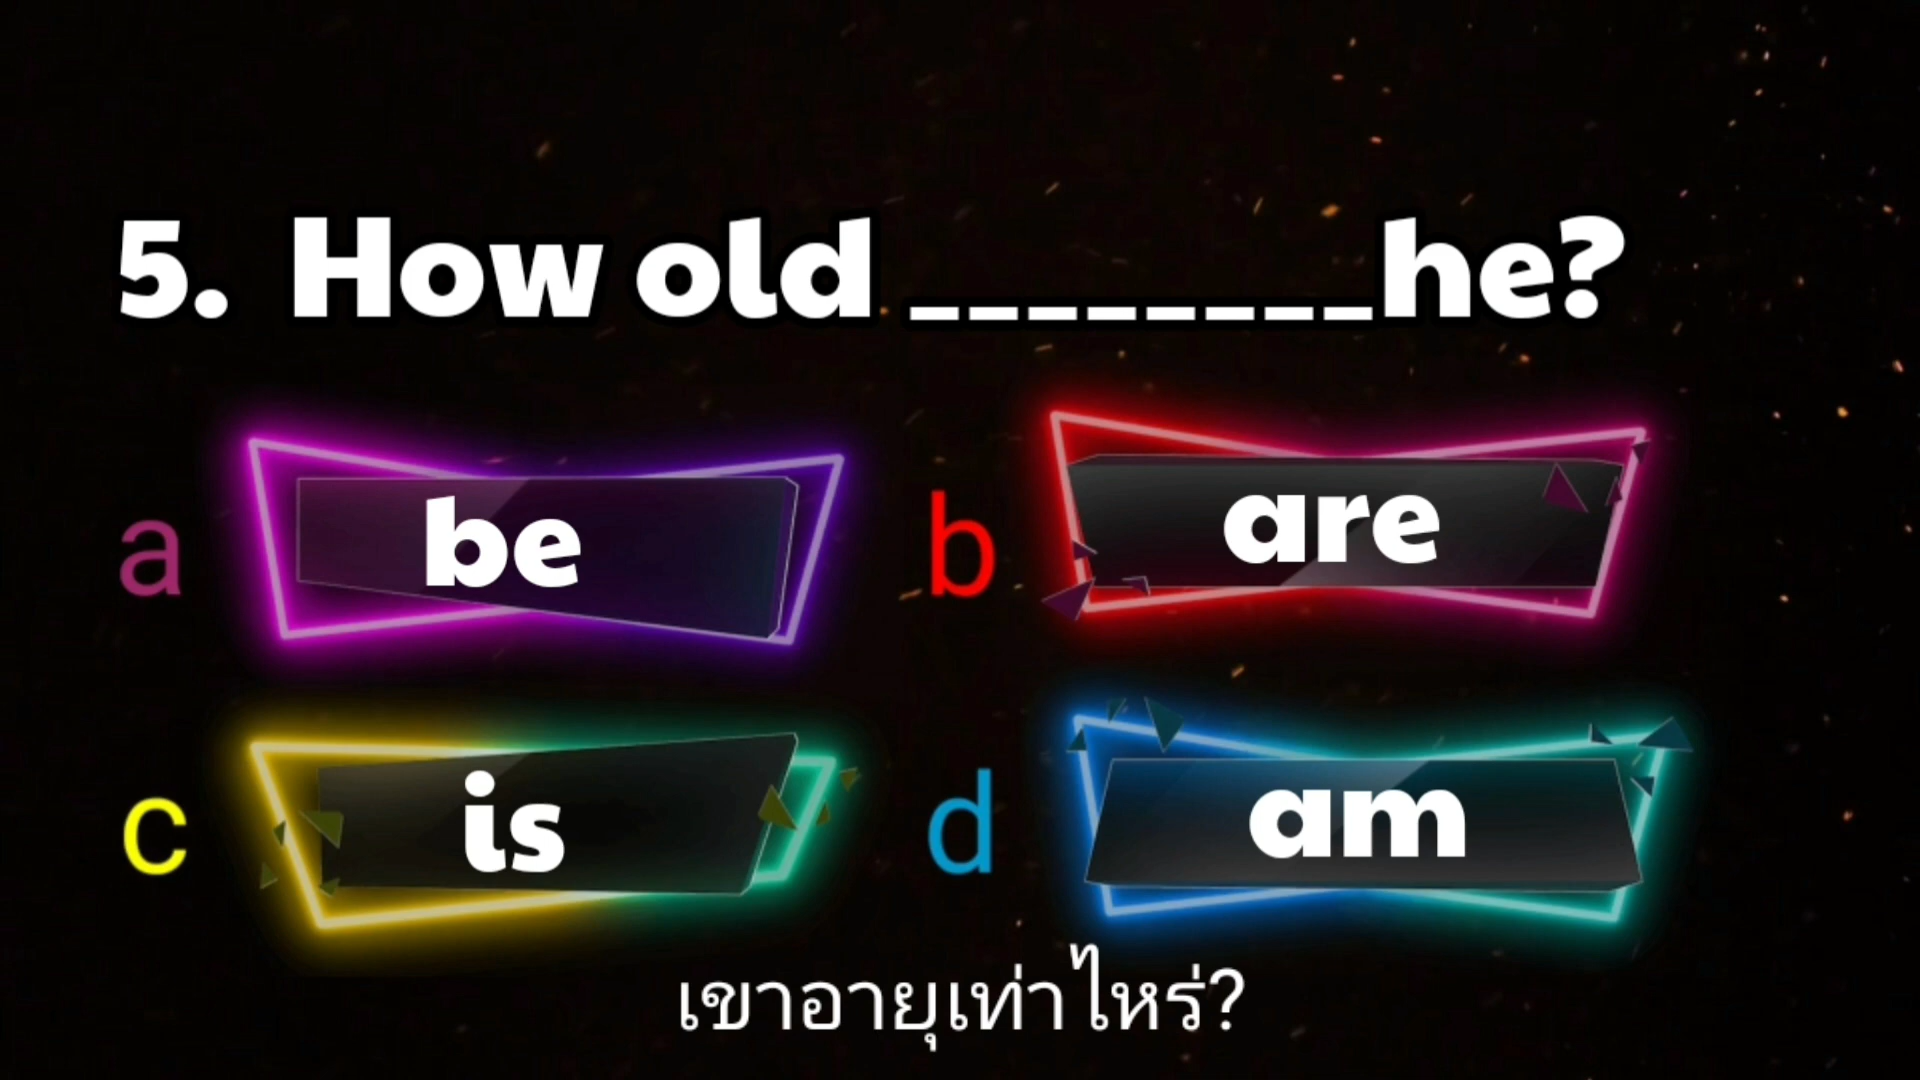 5. How old ________he?
a be
b are
c is
d am
เขาอายุเท่าไหร่?